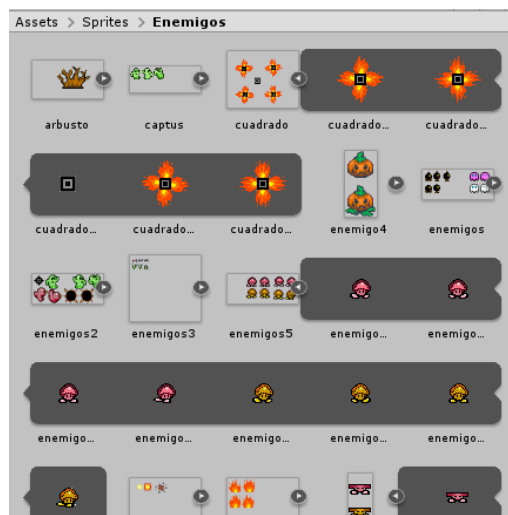 Assets > Sprites > Enemigos
arbusto captus cuadrado cuadrado... cuadrado...
cuadrado... cuadrado... cuadrado... enemigo4 enemigos
enemigos2 enemigos3 enemigos5 enemigo... enemigo...
enemigo... enemigo... enemigo... enemigo... enemigo...